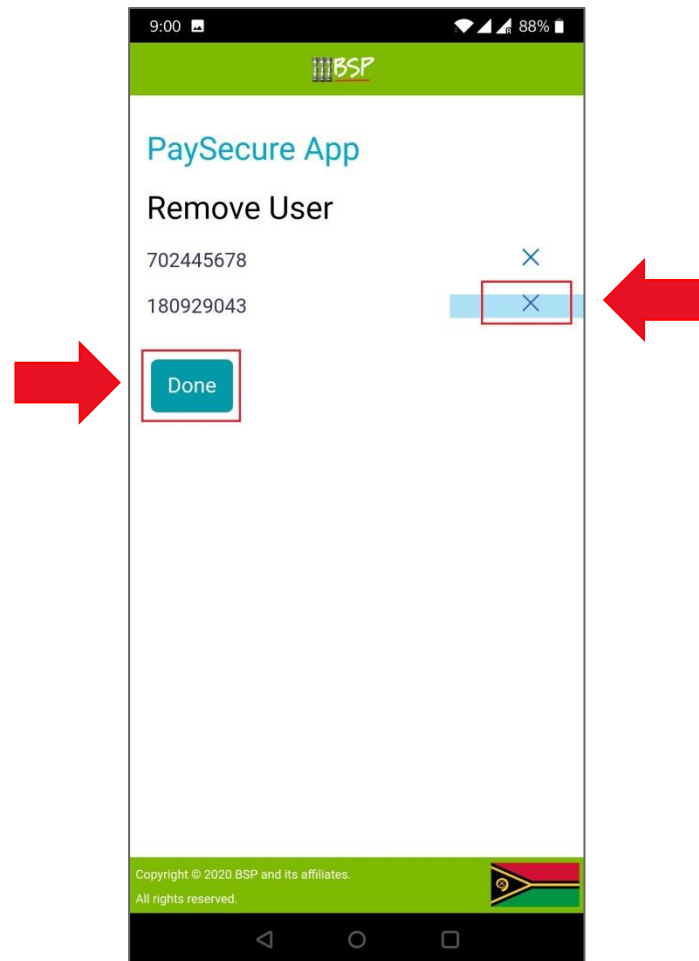 9:00 88%
BSP
PaySecure App
Remove User
702445678
180929043
Done
Copyright © 2020 BSP and its affiliates.
All rights reserved.